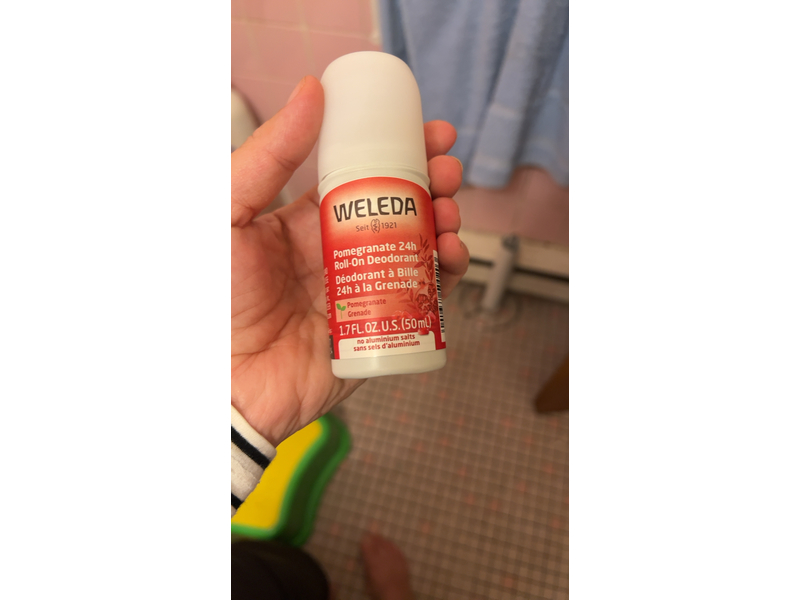 WELEDA
Seit 1921
Pomegranate 24h
Roll-On Deodorant
Déodorant à Bille
24h à la Grenade
Pomegranate
Grenade
1.7 FL. OZ. U.S. (50 mL)
no aluminium salts
sans sels d'aluminium